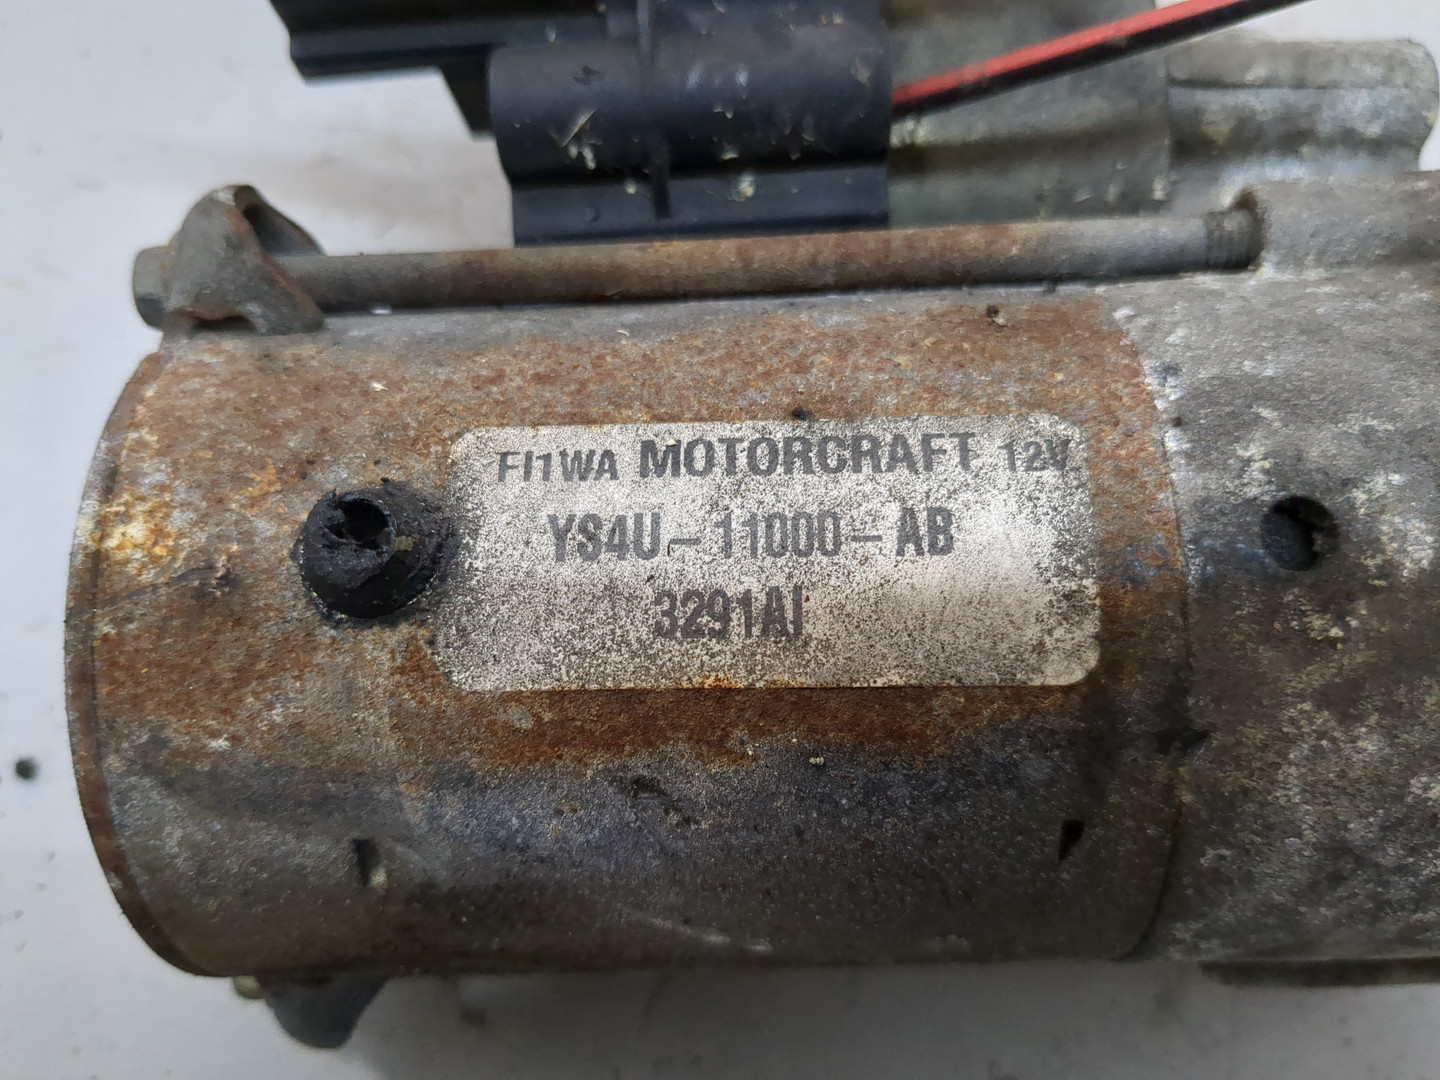 FI1WA MOTORCRAFT 12V
YS4U-11000-AB
3291AI